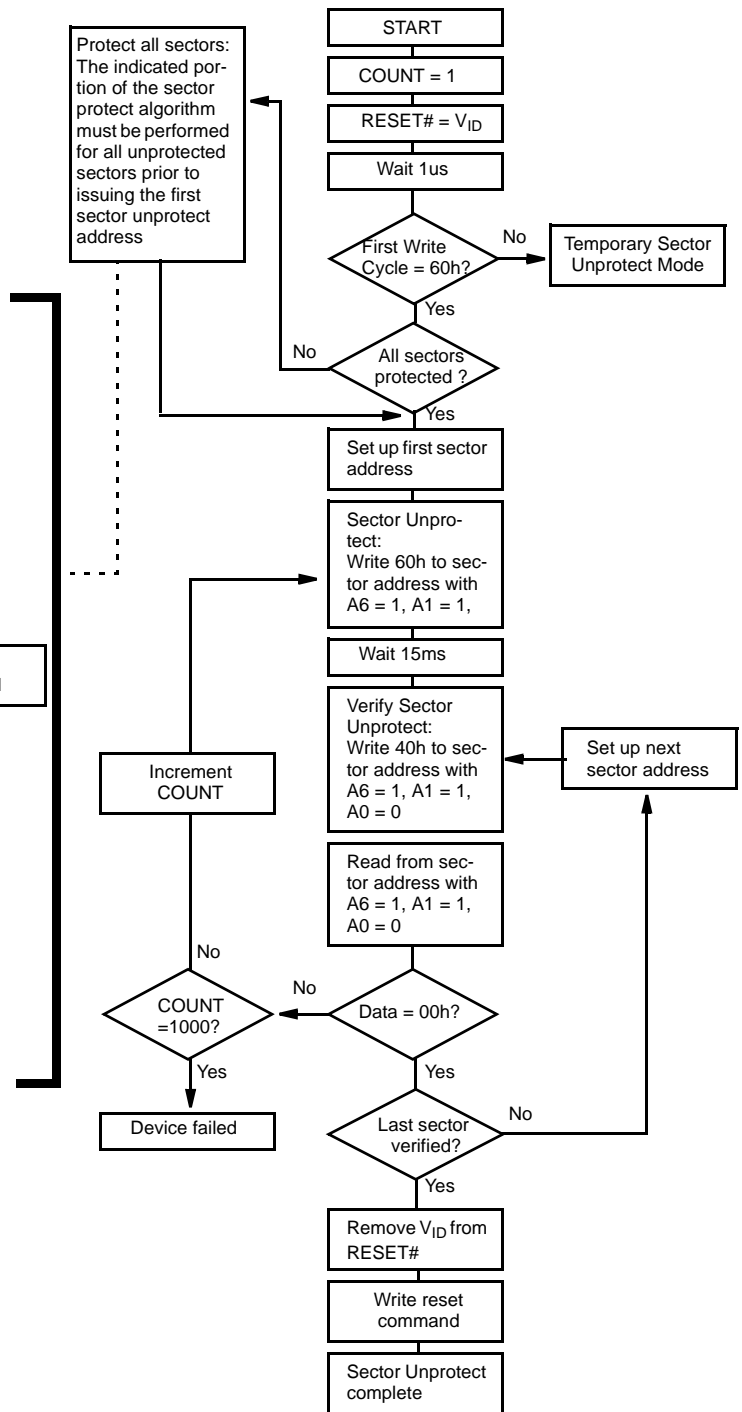 START
COUNT = 1
RESET# = VID
Wait 1us
Protect all sectors:
The indicated por-
tion of the sector
protect algorithm
must be performed
for all unprotected
sectors prior to
issuing the first
sector unprotect
address
First Write
Cycle = 60h?
No
Temporary Sector
Unprotect Mode
Yes
All sectors
protected ?
No
Yes
Set up first sector
address
Sector Unpro-
tect:
Write 60h to sec-
tor address with
A6 = 1, A1 = 1,
Wait 15ms
Verify Sector
Unprotect:
Write 40h to sec-
tor address with
A6 = 1, A1 = 1,
A0 = 0
Set up next
sector address
Increment
COUNT
Read from sec-
tor address with
A6 = 1, A1 = 1,
A0 = 0
No
COUNT
=1000?
No
Data = 00h?
Yes
Yes
Device failed
Last sector
verified?
No
Yes
Remove VID from
RESET#
Write reset
command
Sector Unprotect
complete